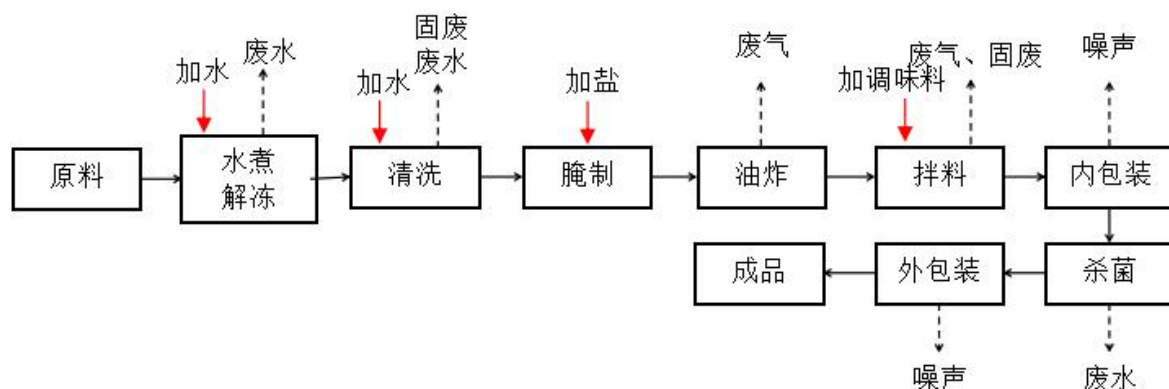 固废
废水
废水
加水
加水
加盐
废气
废气、固废
加调味料
噪声
原料
水煮
解冻
清洗
腌制
油炸
拌料
内包装
成品
外包装
杀菌
噪声
废水